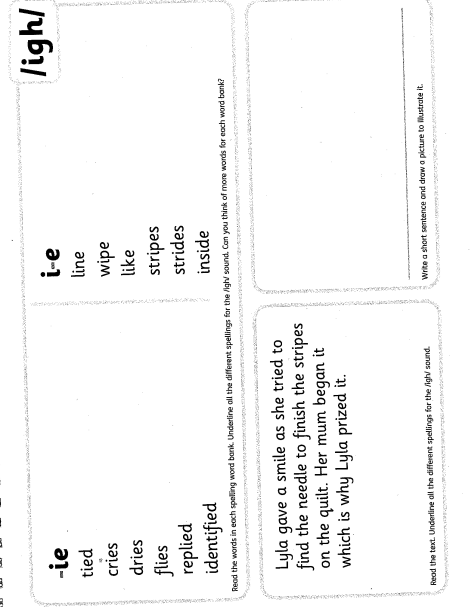 /igh/
-ie
tied
cries
dries
flies
replied
identified
i-e
line
wipe
like
stripes
strides
inside
Read the words in each spelling word bank. Underline all the different spellings for the /igh/ sound. Can you think of more words for each word bank?
Lyla gave a smile as she tried to
find the needle to finish the stripes
on the quilt. Her mum began it
which is why Lyla prized it.
Read the text. Underline all the different spellings for the /igh/ sound.
Write a short sentence and draw a picture to illustrate it.